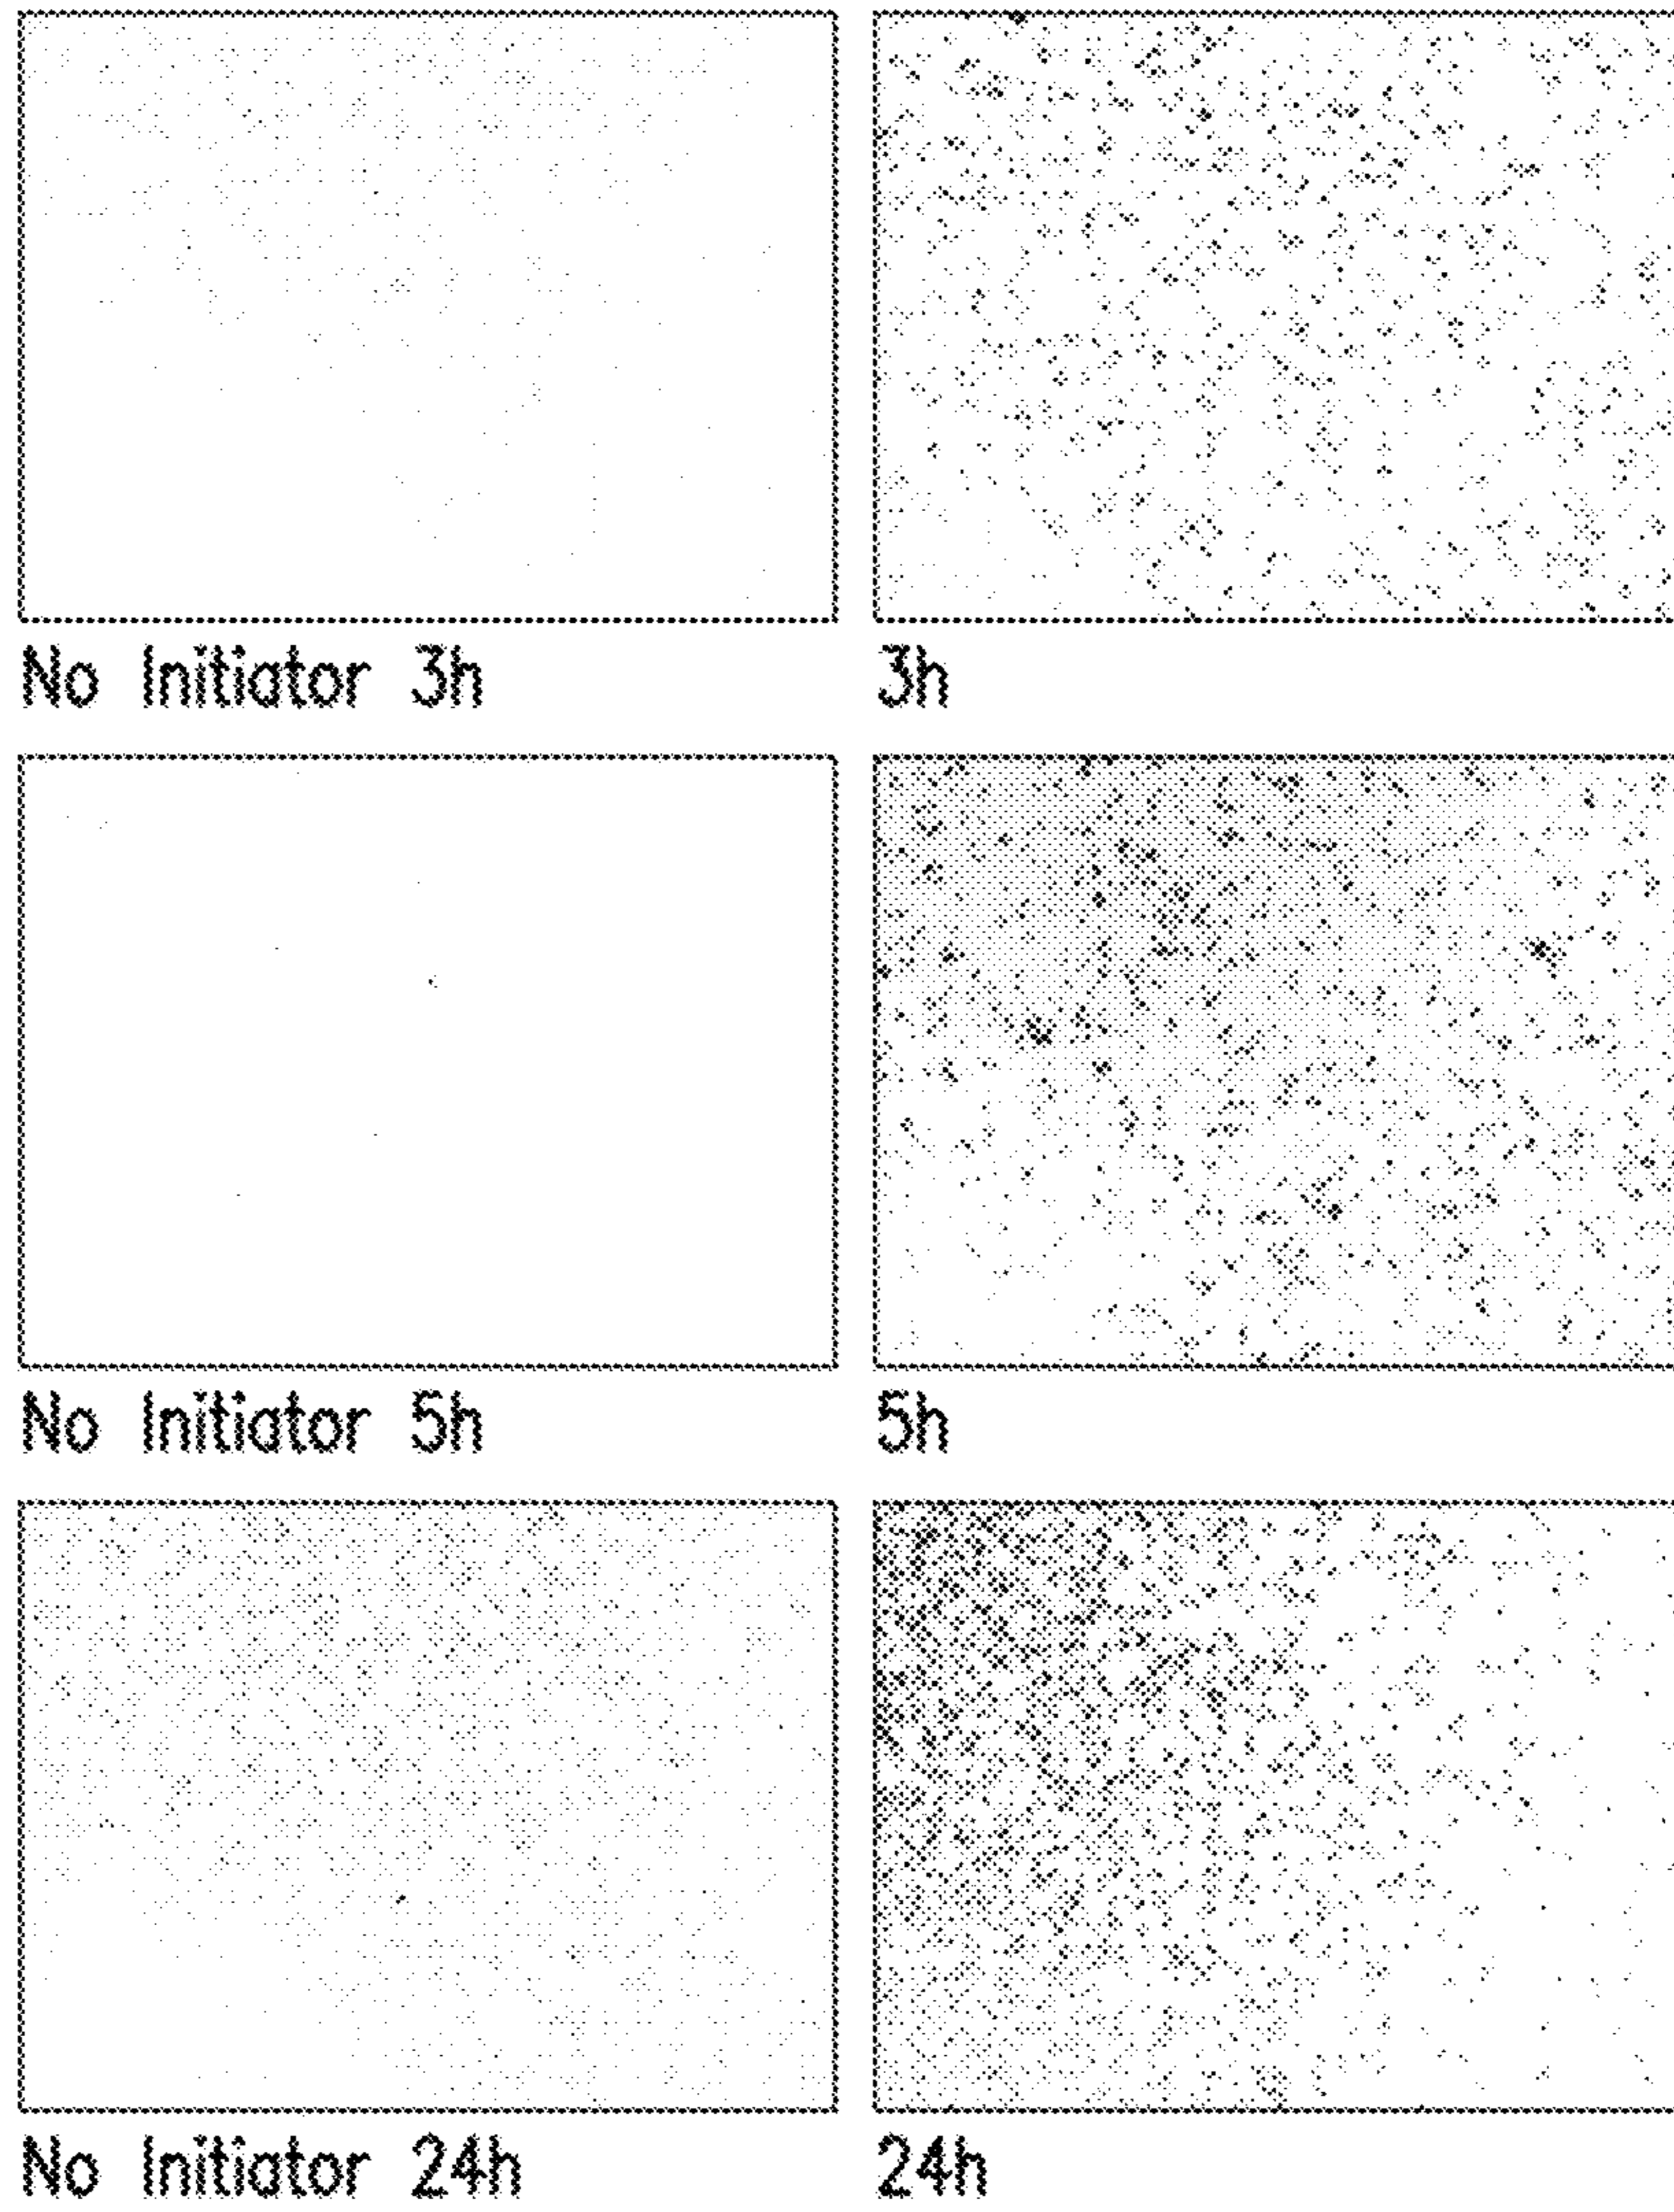 No Initiator 3h
3h
No Initiator 5h
5h
No Initiator 24h
24h